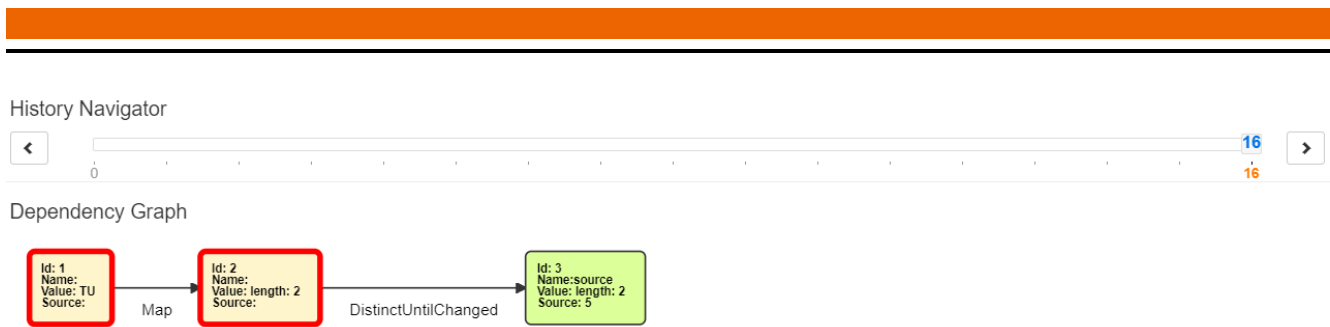 History Navigator
16
0
16
Dependency Graph
Id: 1
Name:
Value: TU
Source:
Map
Id: 2
Name:
Value: length: 2
Source:
DistinctUntilChanged
Id: 3
Name:source
Value: length: 2
Source: 5